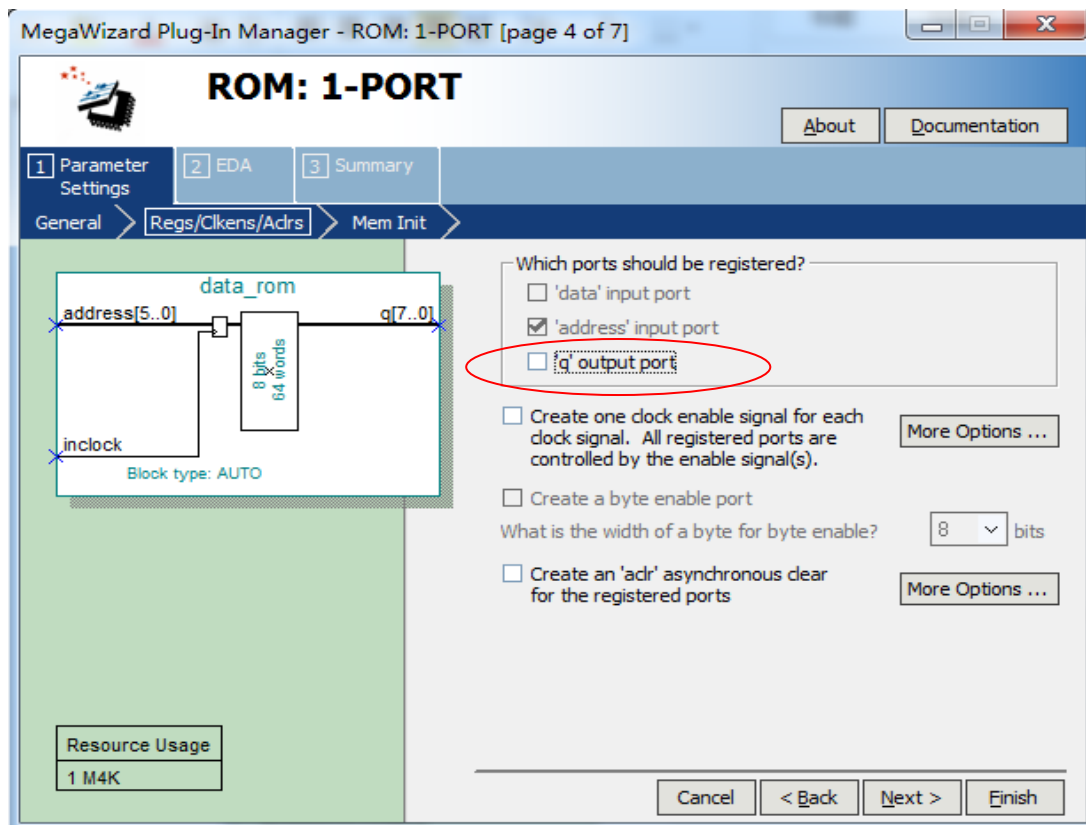 MegaWizard Plug-In Manager - ROM: 1-PORT [page 4 of 7]
ROM: 1-PORT
About
Documentation
1 Parameter Settings
2 EDA
3 Summary
General
Regs/Clkens/Aclrs
Mem Init
data_rom
address[5..0]
q[7..0]
8 bits
64 words
inclock
Block type: AUTO
Which ports should be registered?
'data' input port
'address' input port
'q' output port
Create one clock enable signal for each
clock signal. All registered ports are
controlled by the enable signal(s).
More Options ...
Create a byte enable port
What is the width of a byte for byte enable?
8
bits
Create an 'aclr' asynchronous clear
for the registered ports
More Options ...
Resource Usage
1 M4K
Cancel
< Back
Next >
Finish